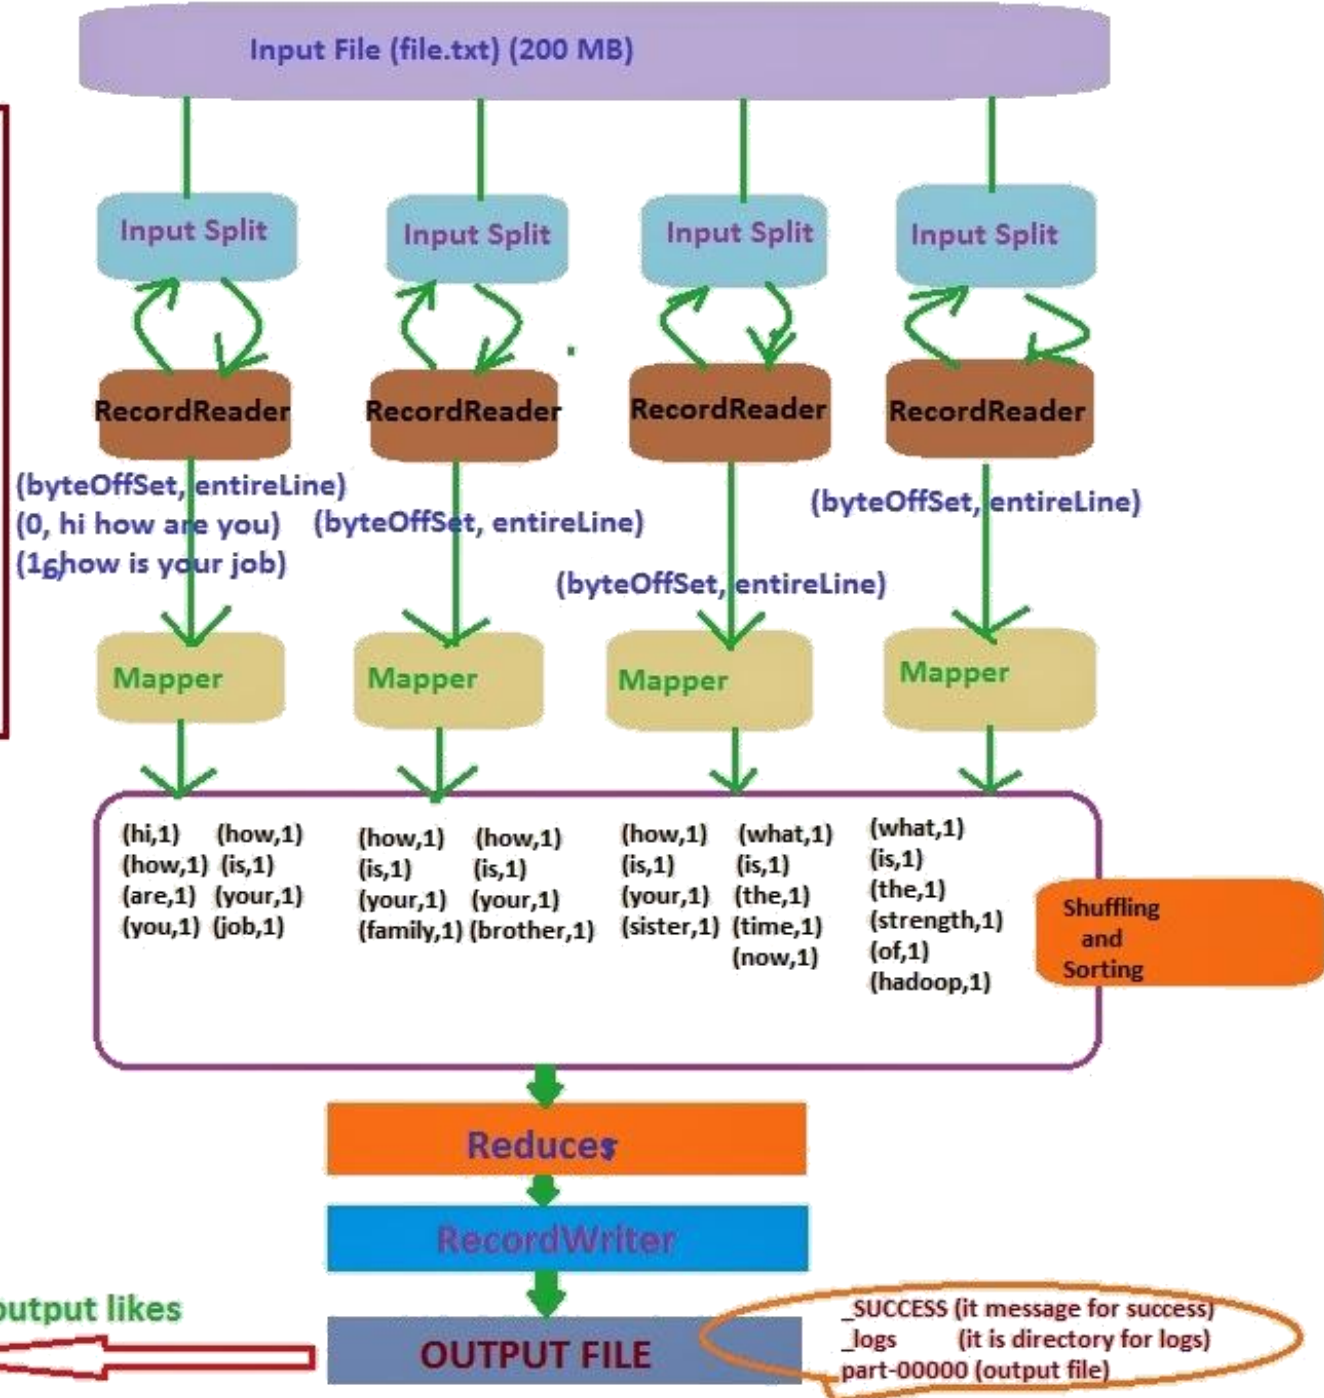 Input File (file.txt) (200 MB)
Input Split
Input Split
Input Split
Input Split
RecordReader
RecordReader
RecordReader
RecordReader
(byteOffSet, entireLine)
(0, hi how are you)
(16,how is your job)
(byteOffSet, entireLine)
(byteOffSet, entireLine)
(byteOffSet, entireLine)
Mapper
Mapper
Mapper
Mapper
(hi,1) (how,1)
(how,1) (is,1)
(are,1) (your,1)
(you,1) (job,1)
(how,1) (how,1)
(is,1) (is,1)
(your,1) (your,1)
(family,1) (brother,1)
(how,1) (what,1)
(is,1) (is,1)
(your,1) (the,1)
(sister,1) (time,1)
(now,1)
(what,1)
(is,1)
(the,1)
(strength,1)
(of,1)
(hadoop,1)
Shuffling
and
Sorting
Reducer
RecordWriter
output likes
OUTPUT FILE
_SUCCESS (it message for success)
_logs (it is directory for logs)
part-00000 (output file)